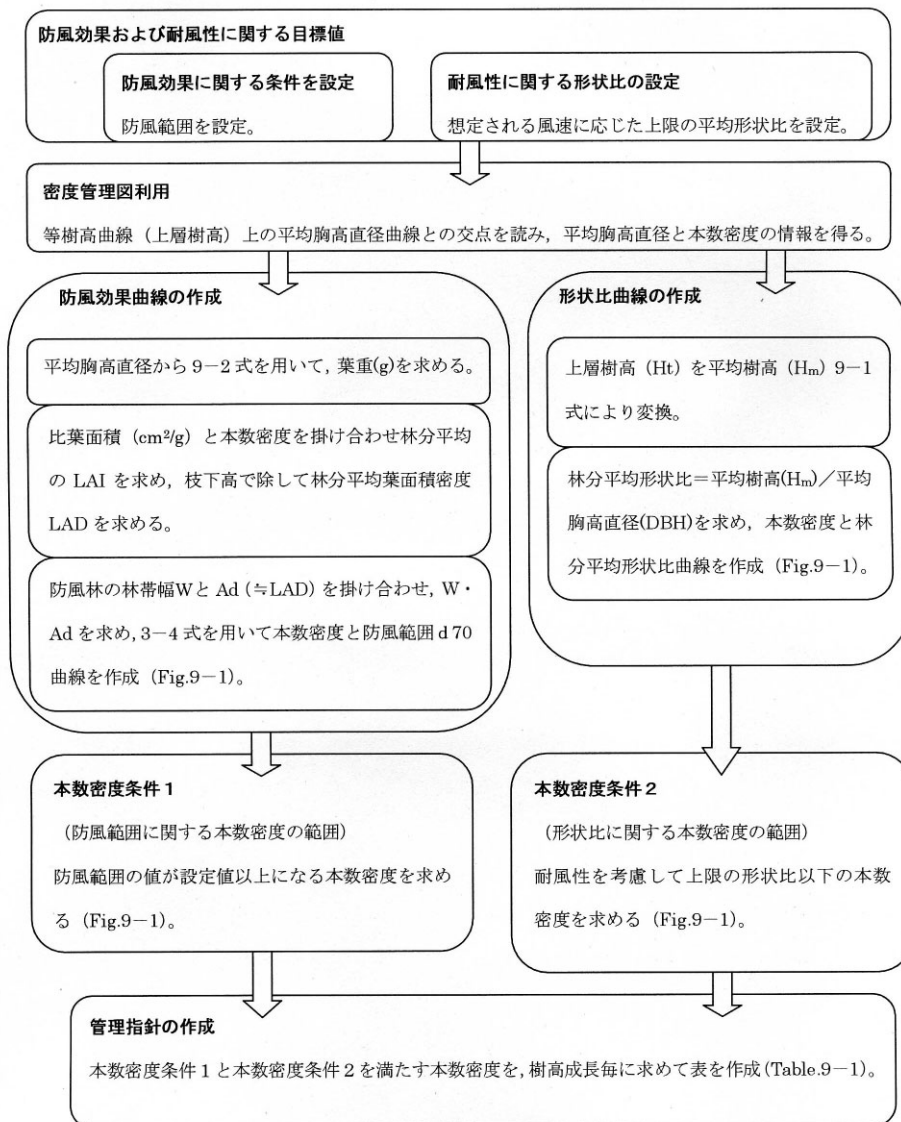 防風効果および耐風性に関する目標値
防風効果に関する条件を設定
防風範囲を設定。
耐風性に関する形状比の設定
想定される風速に応じた上限の平均形状比を設定。
密度管理図利用
等樹高曲線（上層樹高）上の平均胸高直径曲線との交点を読み，平均胸高直径と本数密度の情報を得る。
防風効果曲線の作成
平均胸高直径から 9－2 式を用いて，葉重(g)を求める。
比葉面積（cm²/g）と本数密度を掛け合わせ林分平均
の LAI を求め，枝下高で除して林分平均葉面積密度
LAD を求める。
防風林の林帯幅Wと Ad（≒LAD）を掛け合わせ，W・
Ad を求め，3－4 式を用いて本数密度と防風範囲 d 70
曲線を作成（Fig.9－1）。
形状比曲線の作成
上層樹高（Ht）を平均樹高（Hm）9－1
式により変換。
林分平均形状比＝平均樹高(Hm)／平均
胸高直径(DBH)を求め，本数密度と林
分平均形状比曲線を作成（Fig.9－1）。
本数密度条件１
（防風範囲に関する本数密度の範囲）
防風範囲の値が設定値以上になる本数密度を求め
る（Fig.9－1）。
本数密度条件２
（形状比に関する本数密度の範囲）
耐風性を考慮して上限の形状比以下の本数
密度を求める（Fig.9－1）。
管理指針の作成
本数密度条件１と本数密度条件２を満たす本数密度を，樹高成長毎に求めて表を作成(Table.9－1)。